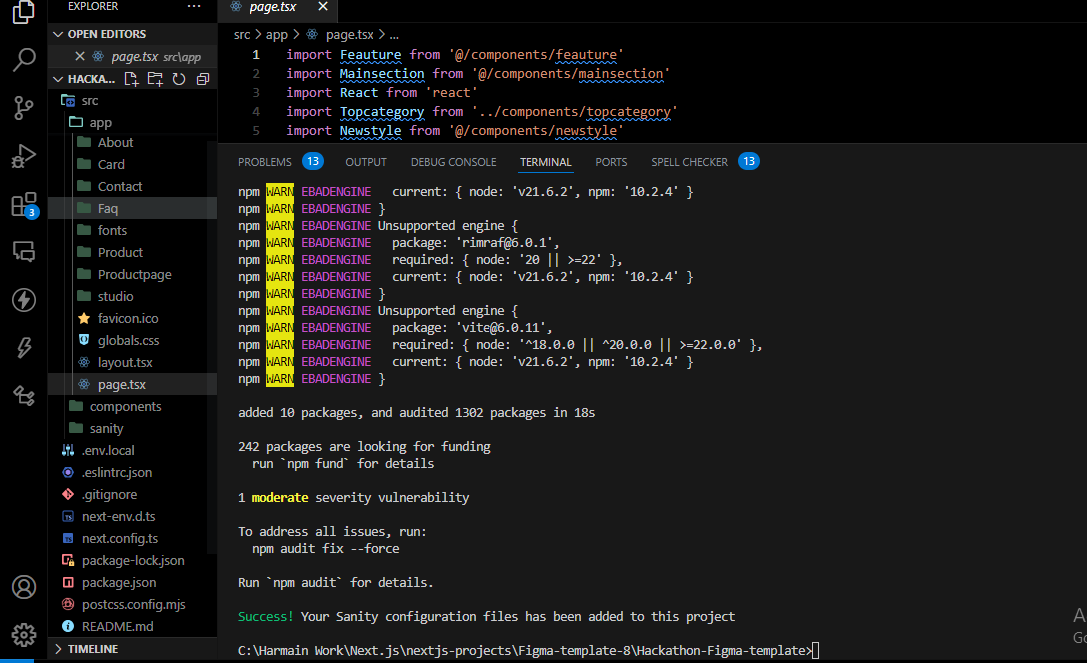 EXPLORER
page.tsx
OPEN EDITORS
page.tsx src\app
HACKA...
src
app
About
Card
Contact
Faq
fonts
Product
Productpage
studio
favicon.ico
globals.css
layout.tsx
page.tsx
components
sanity
.env.local
.eslintrc.json
.gitignore
next-env.d.ts
next.config.ts
package-lock.json
package.json
postcss.config.mjs
README.md
TIMELINE
3
src > app > page.tsx > ...
1 import Feauture from '@/components/feauture'
2 import Mainsection from '@/components/mainsection'
3 import React from 'react'
4 import Topcategory from '../components/topcategory'
5 import Newstyle from '@/components/newstyle'
PROBLEMS 13 OUTPUT DEBUG CONSOLE TERMINAL PORTS SPELL CHECKER 13
npm WARN EBADENGINE current: { node: 'v21.6.2', npm: '10.2.4' }
npm WARN EBADENGINE }
npm WARN EBADENGINE Unsupported engine {
npm WARN EBADENGINE package: 'rimraf@6.0.1',
npm WARN EBADENGINE required: { node: '20 || >=22' },
npm WARN EBADENGINE current: { node: 'v21.6.2', npm: '10.2.4' }
npm WARN EBADENGINE }
npm WARN EBADENGINE Unsupported engine {
npm WARN EBADENGINE package: 'vite@6.0.11',
npm WARN EBADENGINE required: { node: '^18.0.0 || ^20.0.0 || >=22.0.0' },
npm WARN EBADENGINE current: { node: 'v21.6.2', npm: '10.2.4' }
npm WARN EBADENGINE }
added 10 packages, and audited 1302 packages in 18s
242 packages are looking for funding
run `npm fund` for details
1 moderate severity vulnerability
To address all issues, run:
npm audit fix --force
Run `npm audit` for details.
Success! Your Sanity configuration files has been added to this project
C:\Harmain Work\Next.js\nextjs-projects\Figma-template-8\Hackathon-Figma-template>